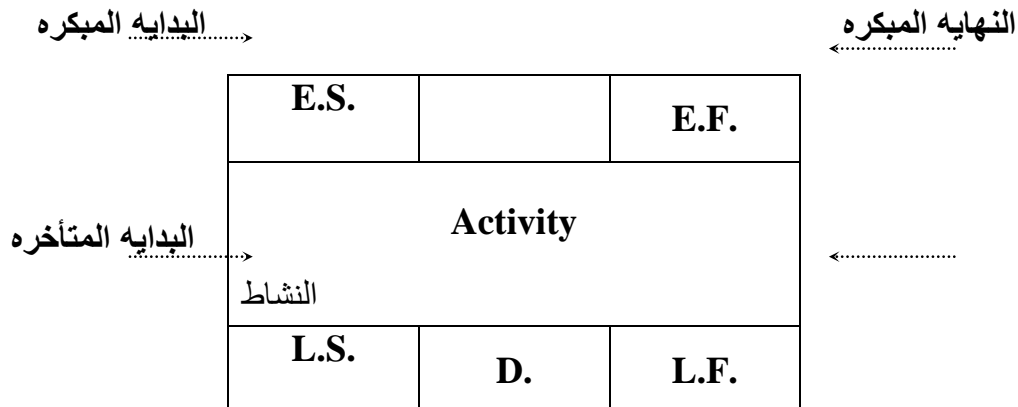 البدايه المبكره
النهايه المبكره
E.S.
E.F.
Activity
البدايه المتأخره
النشاط
L.S.
D.
L.F.